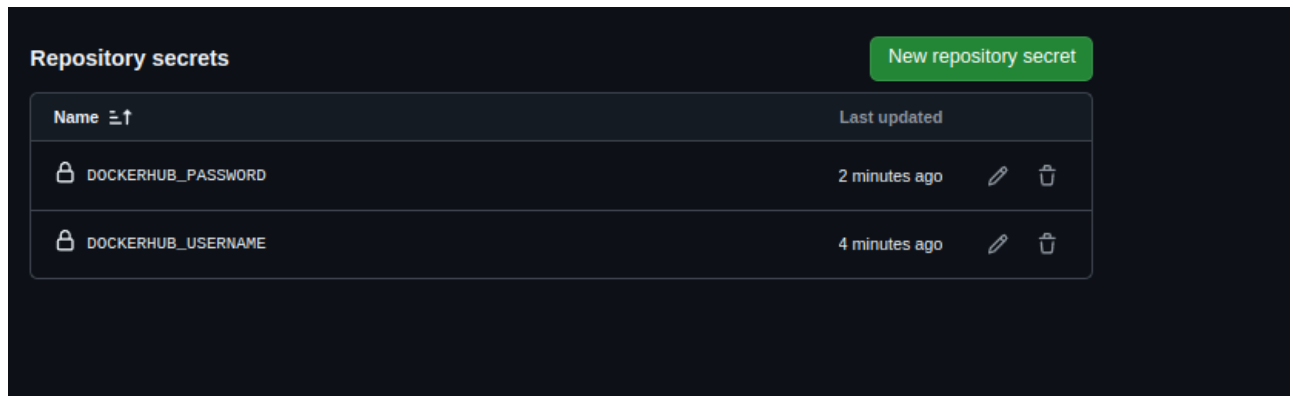 Repository secrets
New repository secret
Name
Last updated
DOCKERHUB_PASSWORD
2 minutes ago
DOCKERHUB_USERNAME
4 minutes ago